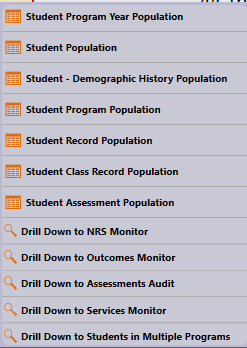 Student Program Year Population
Student Population
Student - Demographic History Population
Student Program Population
Student Record Population
Student Class Record Population
Student Assessment Population
Drill Down to NRS Monitor
Drill Down to Outcomes Monitor
Drill Down to Assessments Audit
Drill Down to Services Monitor
Drill Down to Students in Multiple Programs